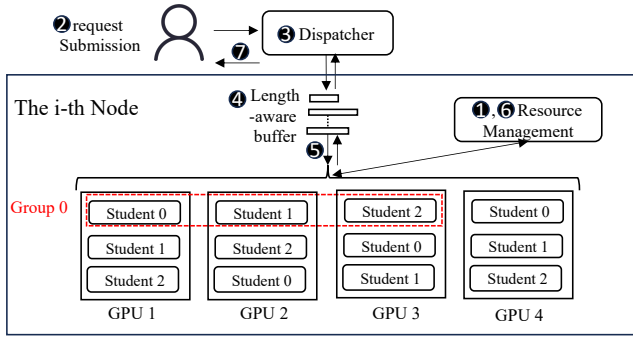 ❷ request
Submission
❸ Dispatcher
❼
The i-th Node
❹ Length
-aware
buffer
❶, ❻ Resource
Management
❺
Group 0
Student 0
Student 1
Student 2
Student 0
Student 1
Student 2
Student 0
Student 1
Student 2
Student 0
Student 1
Student 2
GPU 1
GPU 2
GPU 3
GPU 4